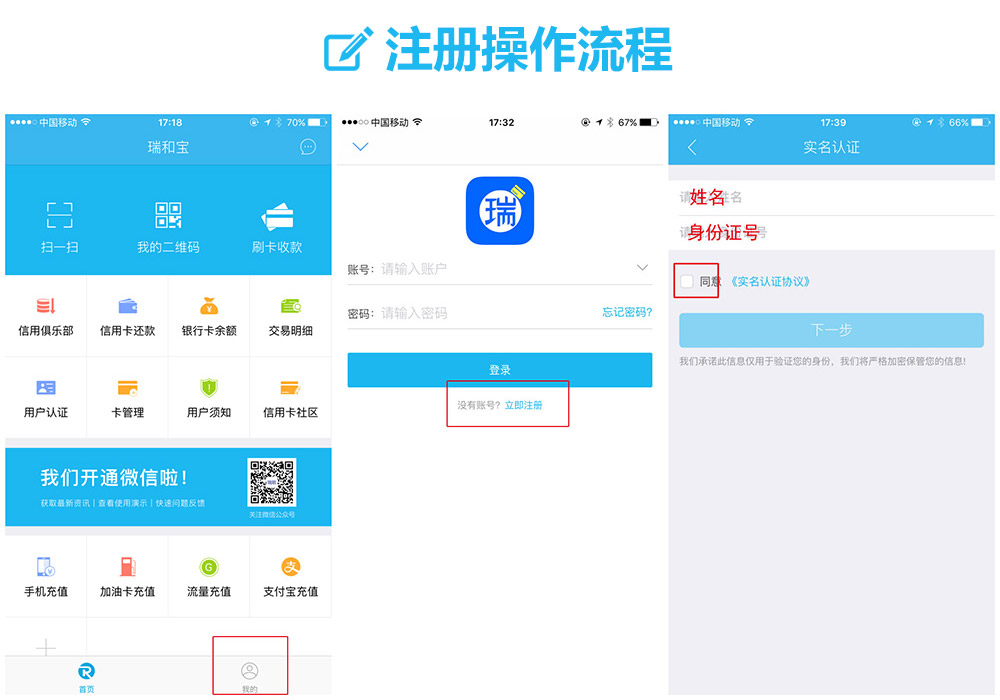 注册操作流程
中国移动
17:18
70%
瑞和宝
扫一扫
我的二维码
刷卡收款
信用俱乐部
信用卡还款
银行卡余额
交易明细
用户认证
卡管理
用户须知
信用卡社区
我们开通微信啦!
获取最新资讯 | 查看使用演示 | 快速问题反馈
关注微信公众号
手机充值
加油卡充值
流量充值
支付宝充值
首页
我的
中国移动
17:32
67%
瑞
账号: 请输入账户
密码: 请输入密码
忘记密码?
登录
没有账号? 立即注册
中国移动
17:39
66%
实名认证
姓名
身份证号
同意 《实名认证协议》
下一步
我们承诺此信息仅用于验证您的身份，我们将严格加密保管您的信息!